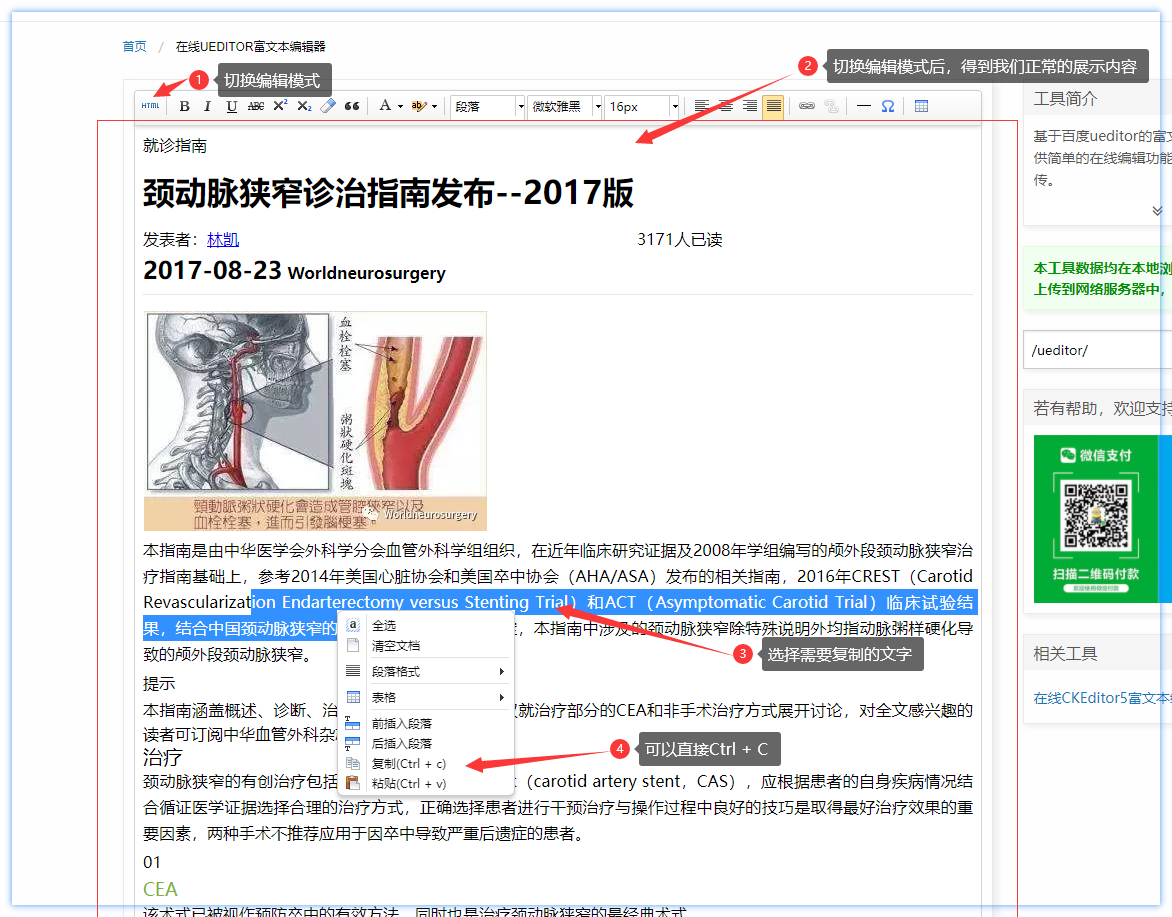 首页 / 在线UEDITOR富文本编辑器
1 切换编辑模式
2 切换编辑模式后，得到我们正常的展示内容
HTML B I U ABC X² X₂ A ab 段落 微软雅黑 16px Ω
工具简介
基于百度ueditor的富文
供简单的在线编辑功能
传。
就诊指南
颈动脉狭窄诊治指南发布--2017版
发表者：林凯 3171人已读
2017-08-23 Worldneurosurgery
本工具数据均在本地浏
上传到网络服务器中，
/ueditor/
若有帮助，欢迎支持
微信支付
扫描二维码付款
血栓栓塞
粥狀硬化斑塊
頸動脈粥狀硬化會造成管腔狹窄以及
血栓栓塞，進而引發腦梗塞。
Worldneurosurgery
本指南是由中华医学会外科学分会血管外科学组组织，在近年临床研究证据及2008年学组编写的颅外段颈动脉狭窄治
疗指南基础上，参考2014年美国心脏协会和美国卒中协会（AHA/ASA）发布的相关指南，2016年CREST（Carotid
Revascularization Endarterectomy versus Stenting Trial）和ACT（Asymptomatic Carotid Trial）临床试验结
果，结合中国颈动脉狭窄的 ，本指南中涉及的颈动脉狭窄除特殊说明外均指动脉粥样硬化导
致的颅外段颈动脉狭窄。
3 选择需要复制的文字
相关工具
在线CKEditor5富文本
提示
本指南涵盖概述、诊断、治 就治疗部分的CEA和非手术治疗方式展开讨论，对全文感兴趣的
读者可订阅中华血管外科杂
治疗
颈动脉狭窄的有创治疗包括 （carotid artery stent，CAS），应根据患者的自身疾病情况结
合循证医学证据选择合理的治疗方式，正确选择患者进行干预治疗与操作过程中良好的技巧是取得最好治疗效果的重
要因素，两种手术不推荐应用于因卒中导致严重后遗症的患者。
全选
清空文档
段落格式
表格
前插入段落
后插入段落
复制(Ctrl + c)
粘贴(Ctrl + v)
4 可以直接Ctrl + C
01
CEA
该术式已被视作预防卒中的有效方法，同时也是治疗颈动脉狭窄的最经典术式